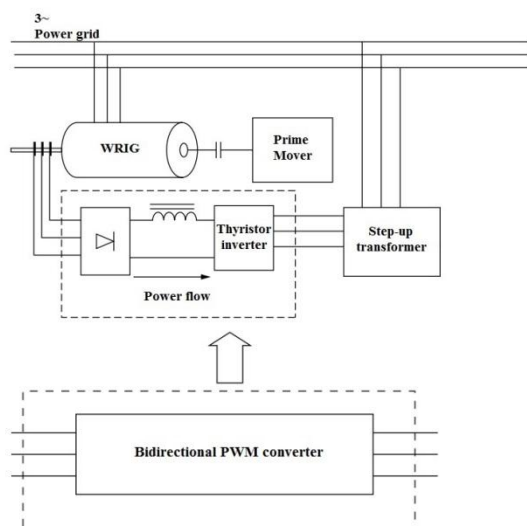 3~
Power grid
WRIG
Prime
Mover
Thyristor
inverter
Step-up
transformer
Power flow
Bidirectional PWM converter